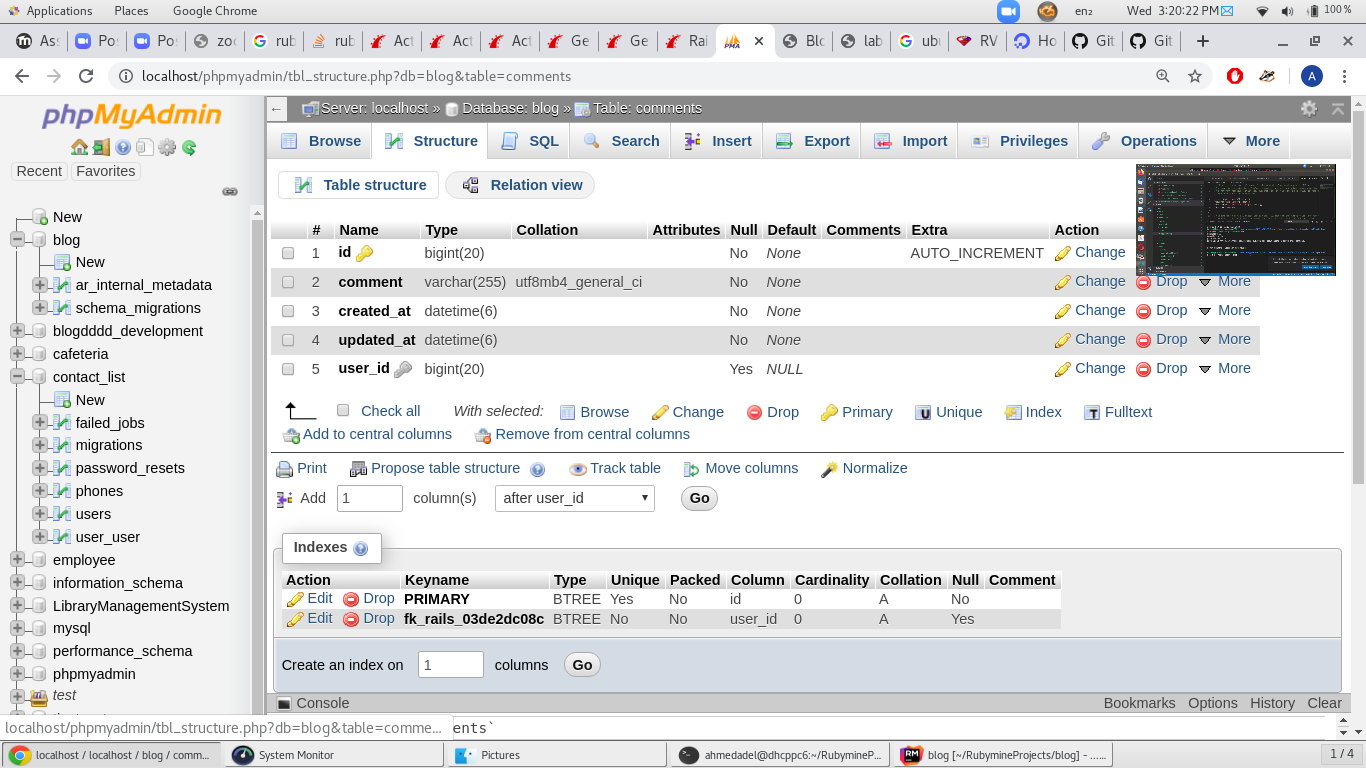 Applications Places Google Chrome en₂ Wed 3:20:22 PM 100 %
Ass Pos Pos zoo rub rub Act Act Act Ge Ge Rai PMA Blo lab ubu RV Ho Git Git
localhost/phpmyadmin/tbl_structure.php?db=blog&table=comments A
phpMyAdmin
Recent Favorites
New
blog
New
ar_internal_metadata
schema_migrations
blogdddd_development
cafeteria
contact_list
New
failed_jobs
migrations
password_resets
phones
users
user_user
employee
information_schema
LibraryManagementSystem
mysql
performance_schema
phpmyadmin
test
Server: localhost » Database: blog » Table: comments
Browse Structure SQL Search Insert Export Import Privileges Operations More
Table structure Relation view
# Name Type Collation Attributes Null Default Comments Extra Action
1 id bigint(20) No None AUTO_INCREMENT Change
2 comment varchar(255) utf8mb4_general_ci No None Change Drop More
3 created_at datetime(6) No None Change Drop More
4 updated_at datetime(6) No None Change Drop More
5 user_id bigint(20) Yes NULL Change Drop More
Check all With selected: Browse Change Drop Primary Unique Index Fulltext
Add to central columns Remove from central columns
Print Propose table structure Track table Move columns Normalize
Add 1 column(s) after user_id Go
Indexes
Action Keyname Type Unique Packed Column Cardinality Collation Null Comment
Edit Drop PRIMARY BTREE Yes No id 0 A No
Edit Drop fk_rails_03de2dc08c BTREE No No user_id 0 A Yes
Create an index on 1 columns Go
Console Bookmarks Options History Clear
localhost/phpmyadmin/tbl_structure.php?db=blog&table=comme... ents`
localhost / localhost / blog / comm... System Monitor Pictures ahmedadel@dhcppc6:~/RubymineP... blog [~/RubymineProjects/blog] - ...... 1 / 4